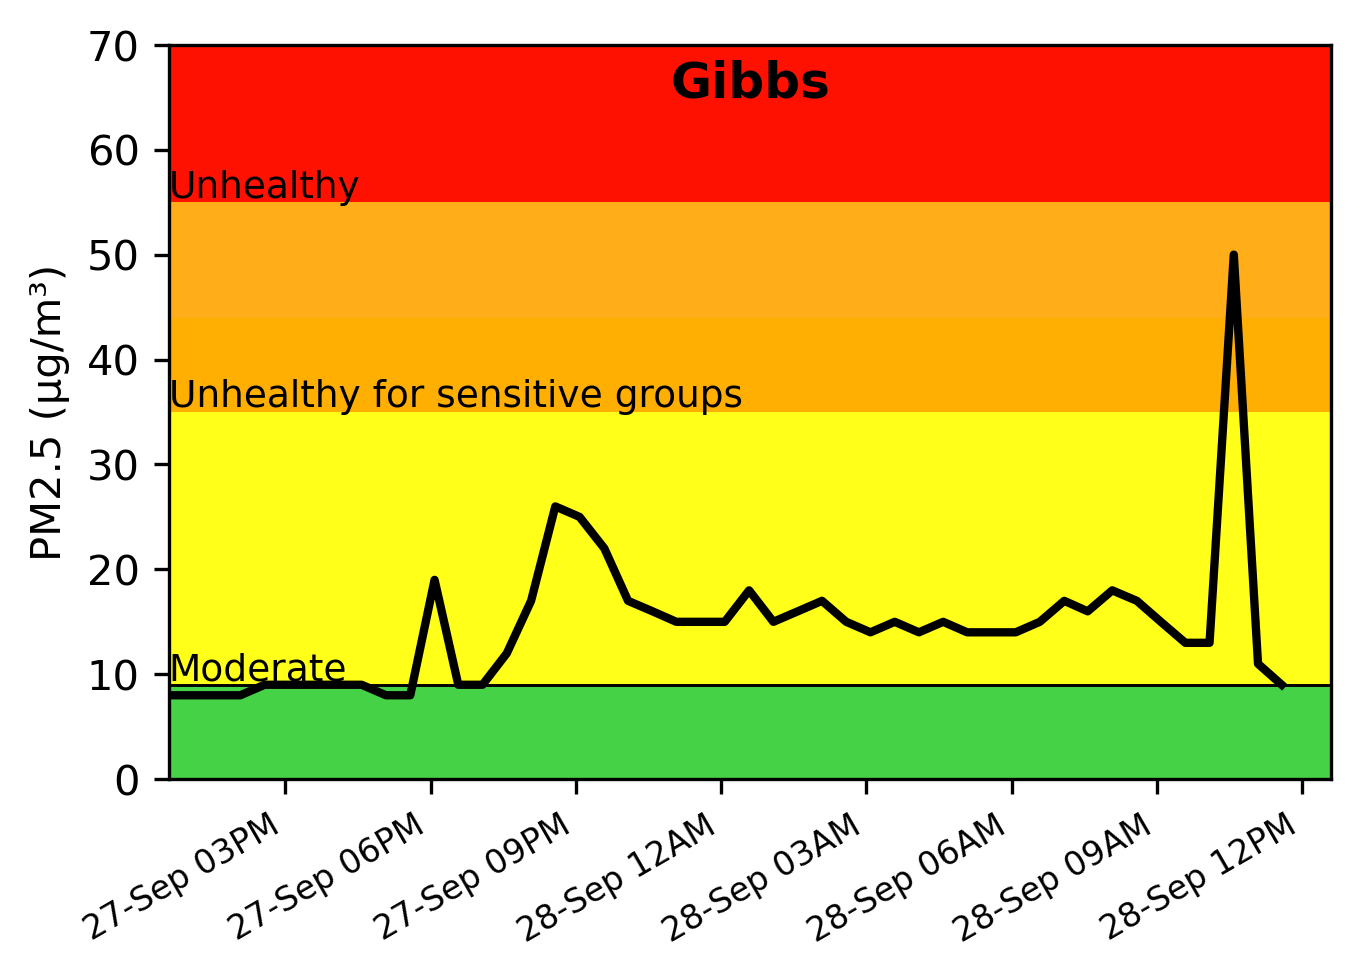 Gibbs
PM2.5 (µg/m³)
70
60
50
40
30
20
10
0
Unhealthy
Unhealthy for sensitive groups
Moderate
27-Sep 03PM
27-Sep 06PM
27-Sep 09PM
28-Sep 12AM
28-Sep 03AM
28-Sep 06AM
28-Sep 09AM
28-Sep 12PM